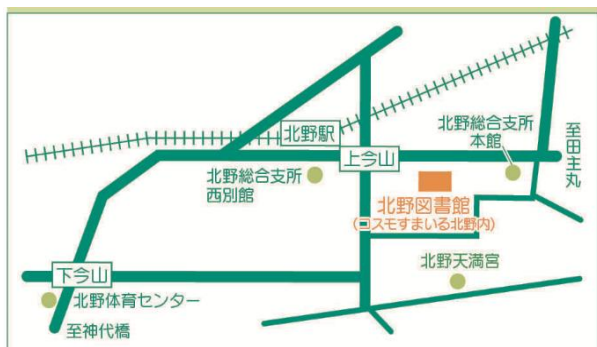 北野駅
上今山
北野総合支所
本館
至田主丸
北野総合支所
西別館
北野図書館
(コスモすまいる北野内)
北野天満宮
下今山
北野体育センター
至神代橋